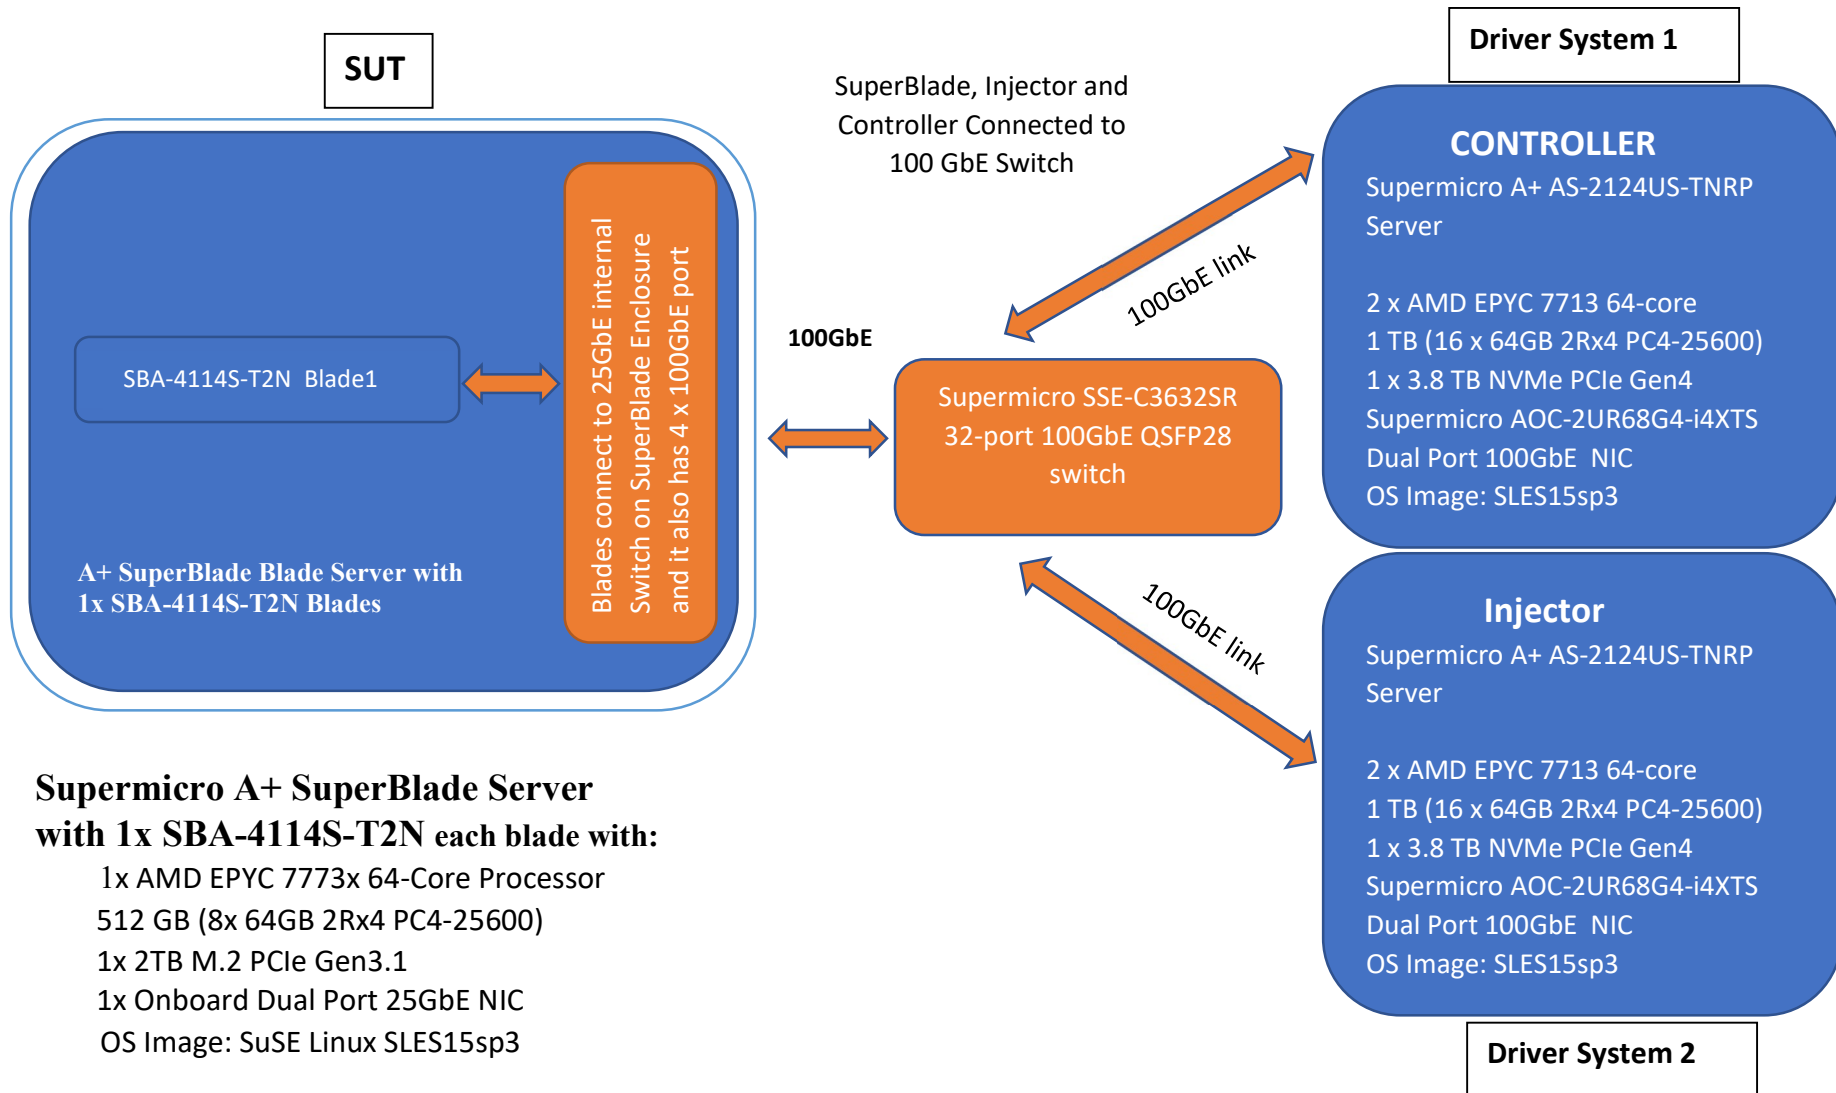 SUT
SBA-4114S-T2N  Blade1
A+ SuperBlade Blade Server with
1x SBA-4114S-T2N Blades
Blades connect to 25GbE internal
Switch on SuperBlade Enclosure
and it also has 4 x 100GbE port
Supermicro A+ SuperBlade Server
with 1x SBA-4114S-T2N each blade with:
1x AMD EPYC 7773x 64-Core Processor
512 GB (8x 64GB 2Rx4 PC4-25600)
1x 2TB M.2 PCIe Gen3.1
1x Onboard Dual Port 25GbE NIC
OS Image: SuSE Linux SLES15sp3
SuperBlade, Injector and
Controller Connected to
100 GbE Switch
100GbE
Supermicro SSE-C3632SR
32-port 100GbE QSFP28
switch
100GbE link
100GbE link
Driver System 1
CONTROLLER
Supermicro A+ AS-2124US-TNRP
Server
2 x AMD EPYC 7713 64-core
1 TB (16 x 64GB 2Rx4 PC4-25600)
1 x 3.8 TB NVMe PCIe Gen4
Supermicro AOC-2UR68G4-i4XTS
Dual Port 100GbE  NIC
OS Image: SLES15sp3
Injector
Supermicro A+ AS-2124US-TNRP
Server
2 x AMD EPYC 7713 64-core
1 TB (16 x 64GB 2Rx4 PC4-25600)
1 x 3.8 TB NVMe PCIe Gen4
Supermicro AOC-2UR68G4-i4XTS
Dual Port 100GbE  NIC
OS Image: SLES15sp3
Driver System 2